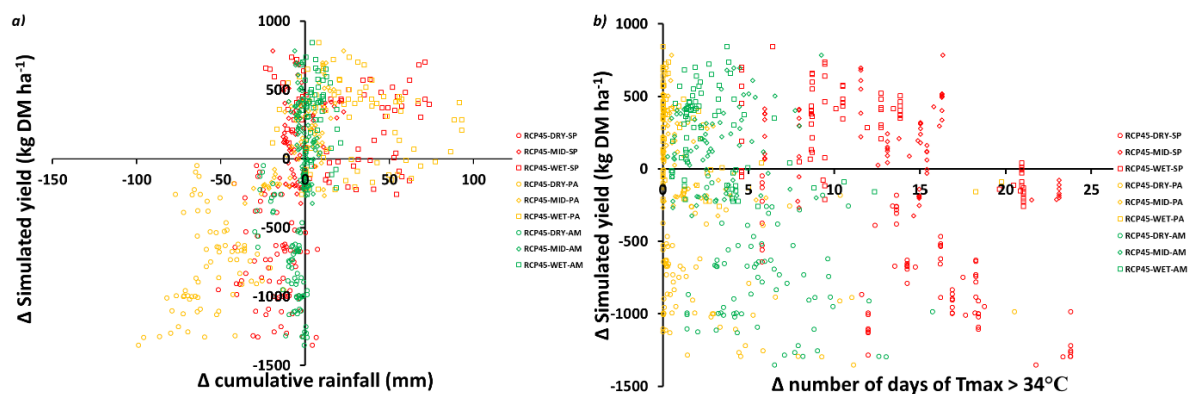 a)
Δ Simulated yield (kg DM ha⁻¹)
1000
500
0
-500
-1000
-1500
-150 -100 -50 0 50 100
Δ cumulative rainfall (mm)
RCP45-DRY-SP
RCP45-MID-SP
RCP45-WET-SP
RCP45-DRY-PA
RCP45-MID-PA
RCP45-WET-PA
RCP45-DRY-AM
RCP45-MID-AM
RCP45-WET-AM
b)
Δ Simulated yield (kg DM ha⁻¹)
1000
500
0
-500
-1000
-1500
0 5 10 15 20 25
Δ number of days of Tmax > 34°C
RCP45-DRY-SP
RCP45-MID-SP
RCP45-WET-SP
RCP45-DRY-PA
RCP45-MID-PA
RCP45-WET-PA
RCP45-DRY-AM
RCP45-MID-AM
RCP45-WET-AM